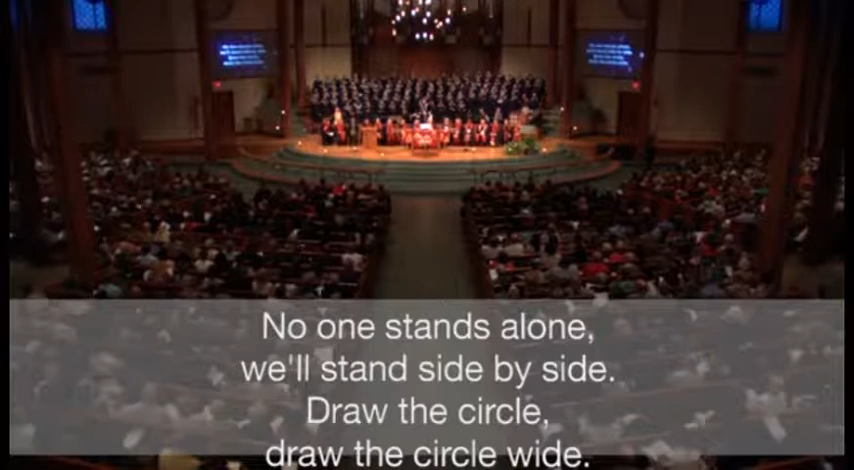 No one stands alone,
we'll stand side by side.
Draw the circle,
draw the circle wide.